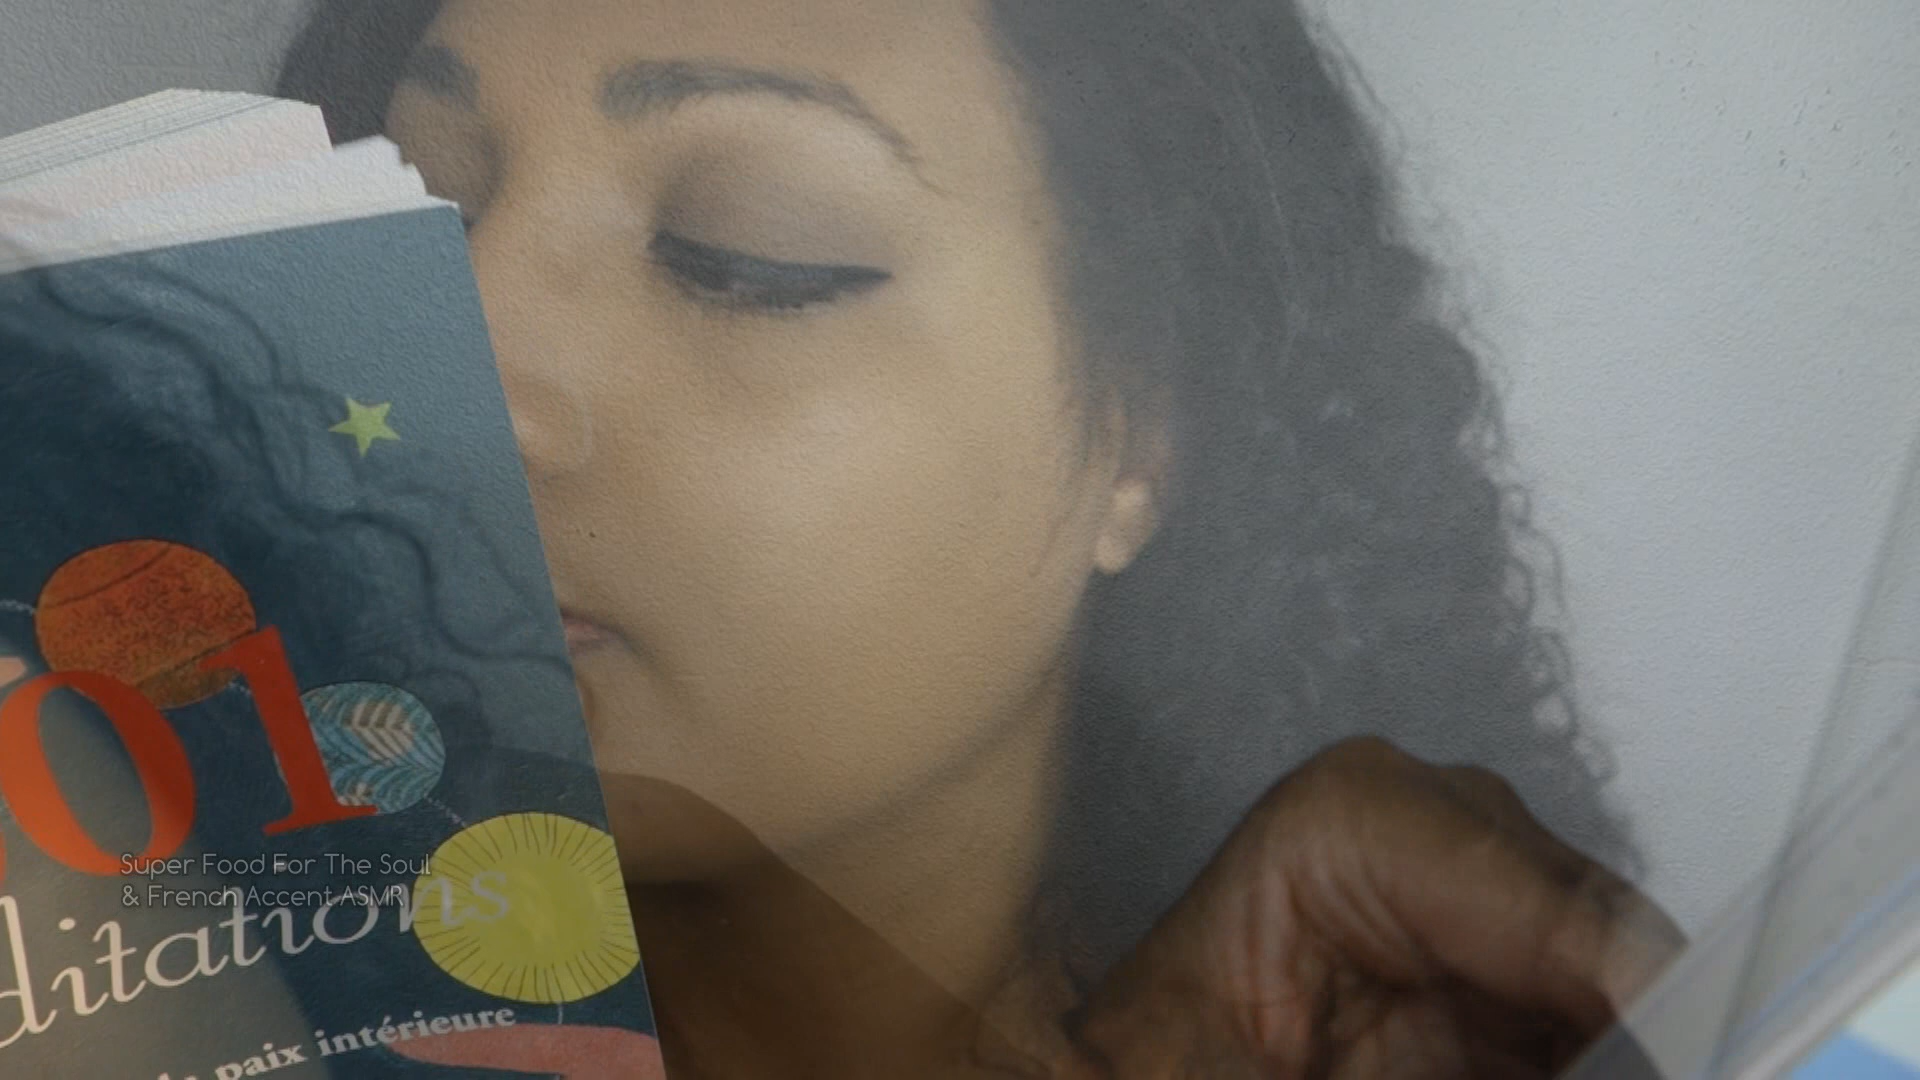 01
Super Food For The Soul
& French Accent ASMR
ditations
paix intérieure